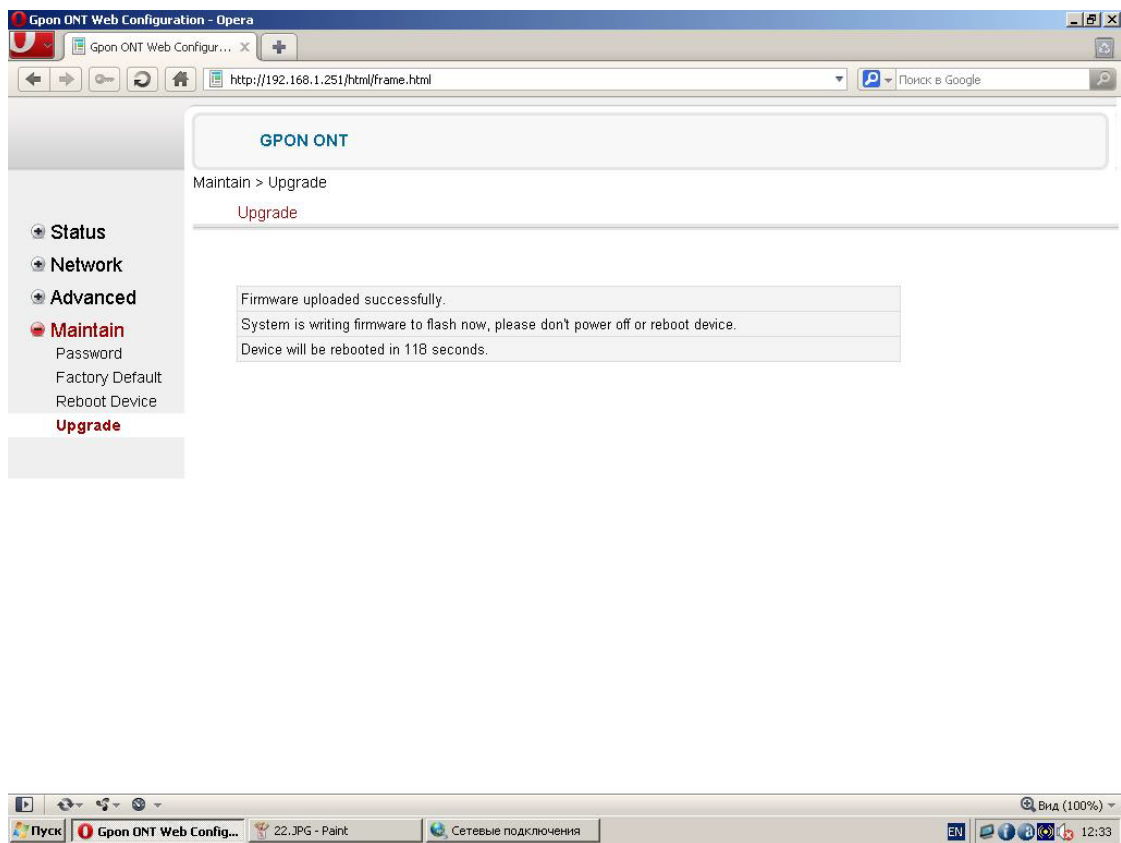 Gpon ONT Web Configuration - Opera
Gpon ONT Web Configur...
http://192.168.1.251/html/frame.html
Поиск в Google
GPON ONT
Maintain > Upgrade
Upgrade
Status
Network
Advanced
Maintain
Password
Factory Default
Reboot Device
Upgrade
Firmware uploaded successfully.
System is writing firmware to flash now, please don't power off or reboot device.
Device will be rebooted in 118 seconds.
Вид (100%)
Пуск
Gpon ONT Web Config...
22.JPG - Paint
Сетевые подключения
EN
12:33